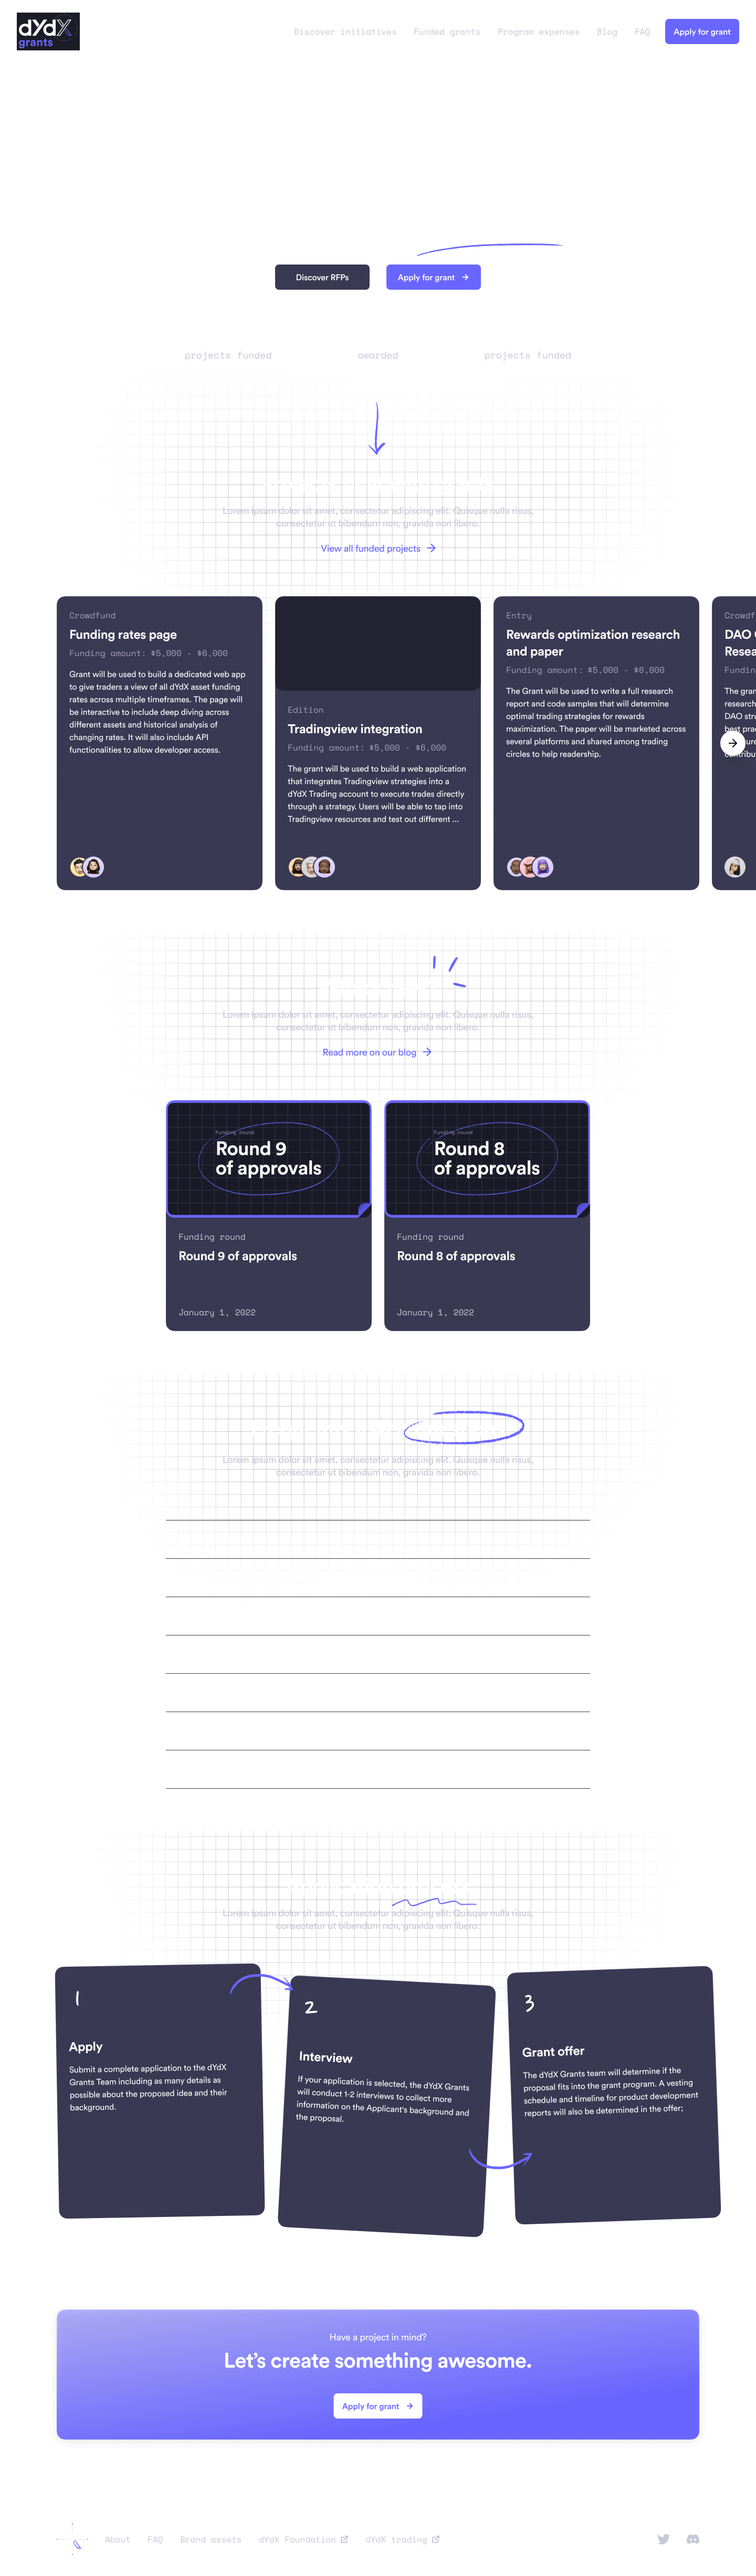 dYdX
grants
Discover initiatives Funded grants Program expenses Blog FAQ Apply for grant
Discover RFPs Apply for grant
projects funded awarded projects funded
Lorem ipsum dolor sit amet, consectetur adipiscing elit. Quisque nulla risus,
consectetur ut bibendum non, gravida non libero.
View all funded projects
Crowdfund
Funding rates page
Funding amount: $5,000 - $6,000
Grant will be used to build a dedicated web app
to give traders a view of all dYdX asset funding
rates across multiple timeframes. The page will
be interactive to include deep diving across
different assets and historical analysis of
changing rates. It will also include API
functionalities to allow developer access.
Edition
Tradingview integration
Funding amount: $5,000 - $6,000
The grant will be used to build a web application
that integrates Tradingview strategies into a
dYdX Trading account to execute trades directly
through a strategy. Users will be able to tap into
Tradingview resources and test out different ...
Entry
Rewards optimization research
and paper
Funding amount: $5,000 - $6,000
The Grant will be used to write a full research
report and code samples that will determine
optimal trading strategies for rewards
maximization. The paper will be marketed across
several platforms and shared among trading
circles to help readership.
Crowdf
DAO
Resea
Fundin
The gran
research
DAO stru
best prac
Lorem ipsum dolor sit amet, consectetur adipiscing elit. Quisque nulla risus,
consectetur ut bibendum non, gravida non libero.
Read more on our blog
Funding round
Round 9
of approvals
Funding round
Round 9 of approvals
January 1, 2022
Funding round
Round 8
of approvals
Funding round
Round 8 of approvals
January 1, 2022
Lorem ipsum dolor sit amet, consectetur adipiscing elit. Quisque nulla risus,
consectetur ut bibendum non, gravida non libero.
Lorem ipsum dolor sit amet, consectetur adipiscing elit. Quisque nulla risus,
consectetur ut bibendum non, gravida non libero.
1
Apply
Submit a complete application to the dYdX
Grants Team including as many details as
possible about the proposed idea and their
background.
2
Interview
If your application is selected, the dYdX Grants
will conduct 1-2 interviews to collect more
information on the Applicant's background and
the proposal.
3
Grant offer
The dYdX Grants team will determine if the
proposal fits into the grant program. A vesting
schedule and timeline for product development
reports will also be determined in the offer;
Have a project in mind?
Let’s create something awesome.
Apply for grant
About FAQ Brand assets dYdX Foundation dYdX trading